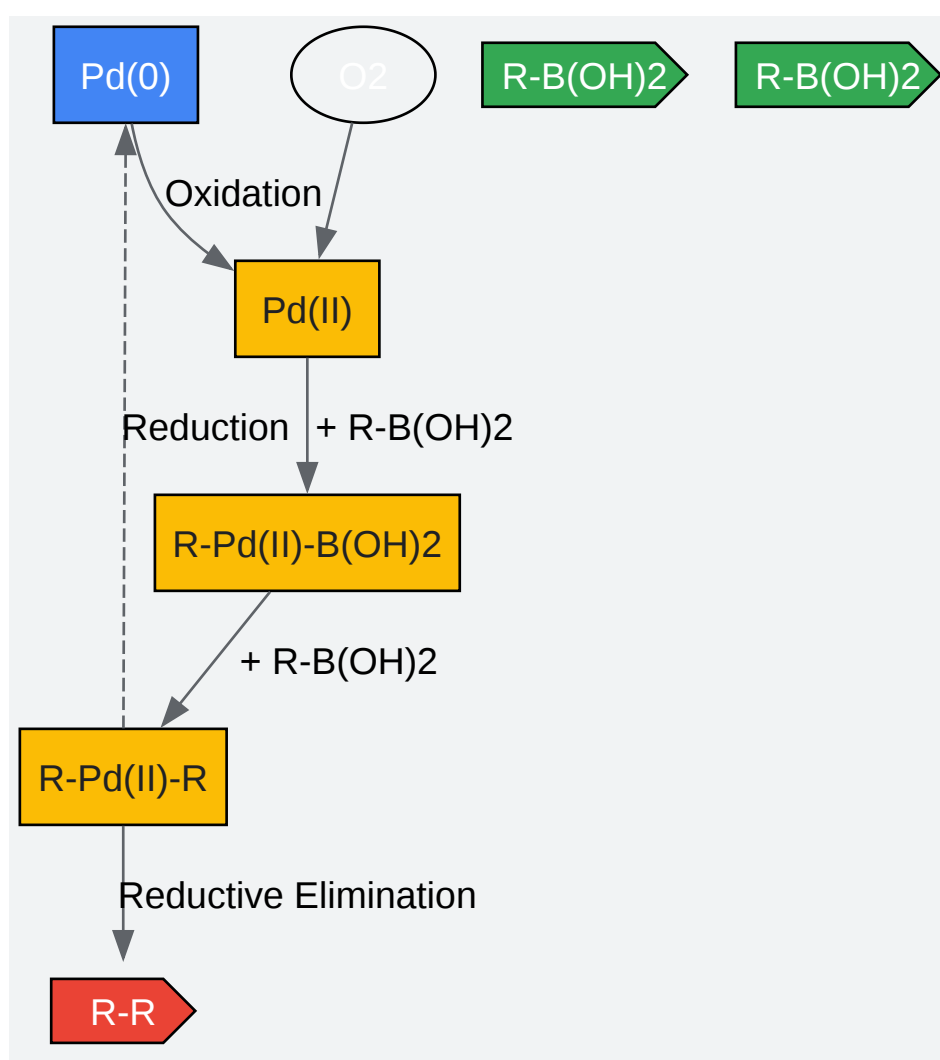 Pd(0)
O2
R-B(OH)2
R-B(OH)2
Oxidation
Pd(II)
Reduction
+ R-B(OH)2
R-Pd(II)-B(OH)2
+ R-B(OH)2
R-Pd(II)-R
Reductive Elimination
R-R